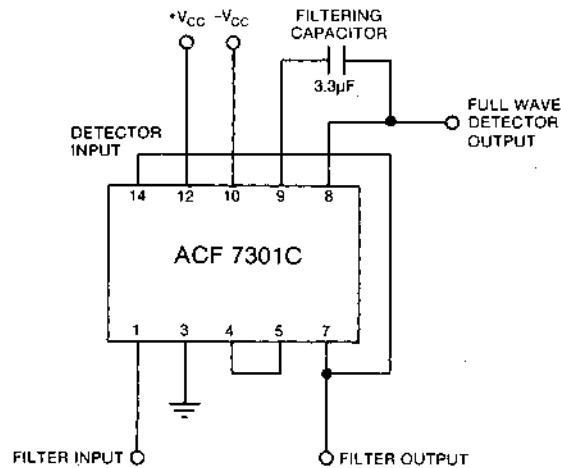 +VCC –VCC
FILTERING
CAPACITOR
3.3µF
FULL WAVE
DETECTOR
OUTPUT
DETECTOR
INPUT
14 12 10 9 8
ACF 7301C
1 3 4 5 7
FILTER INPUT
FILTER OUTPUT